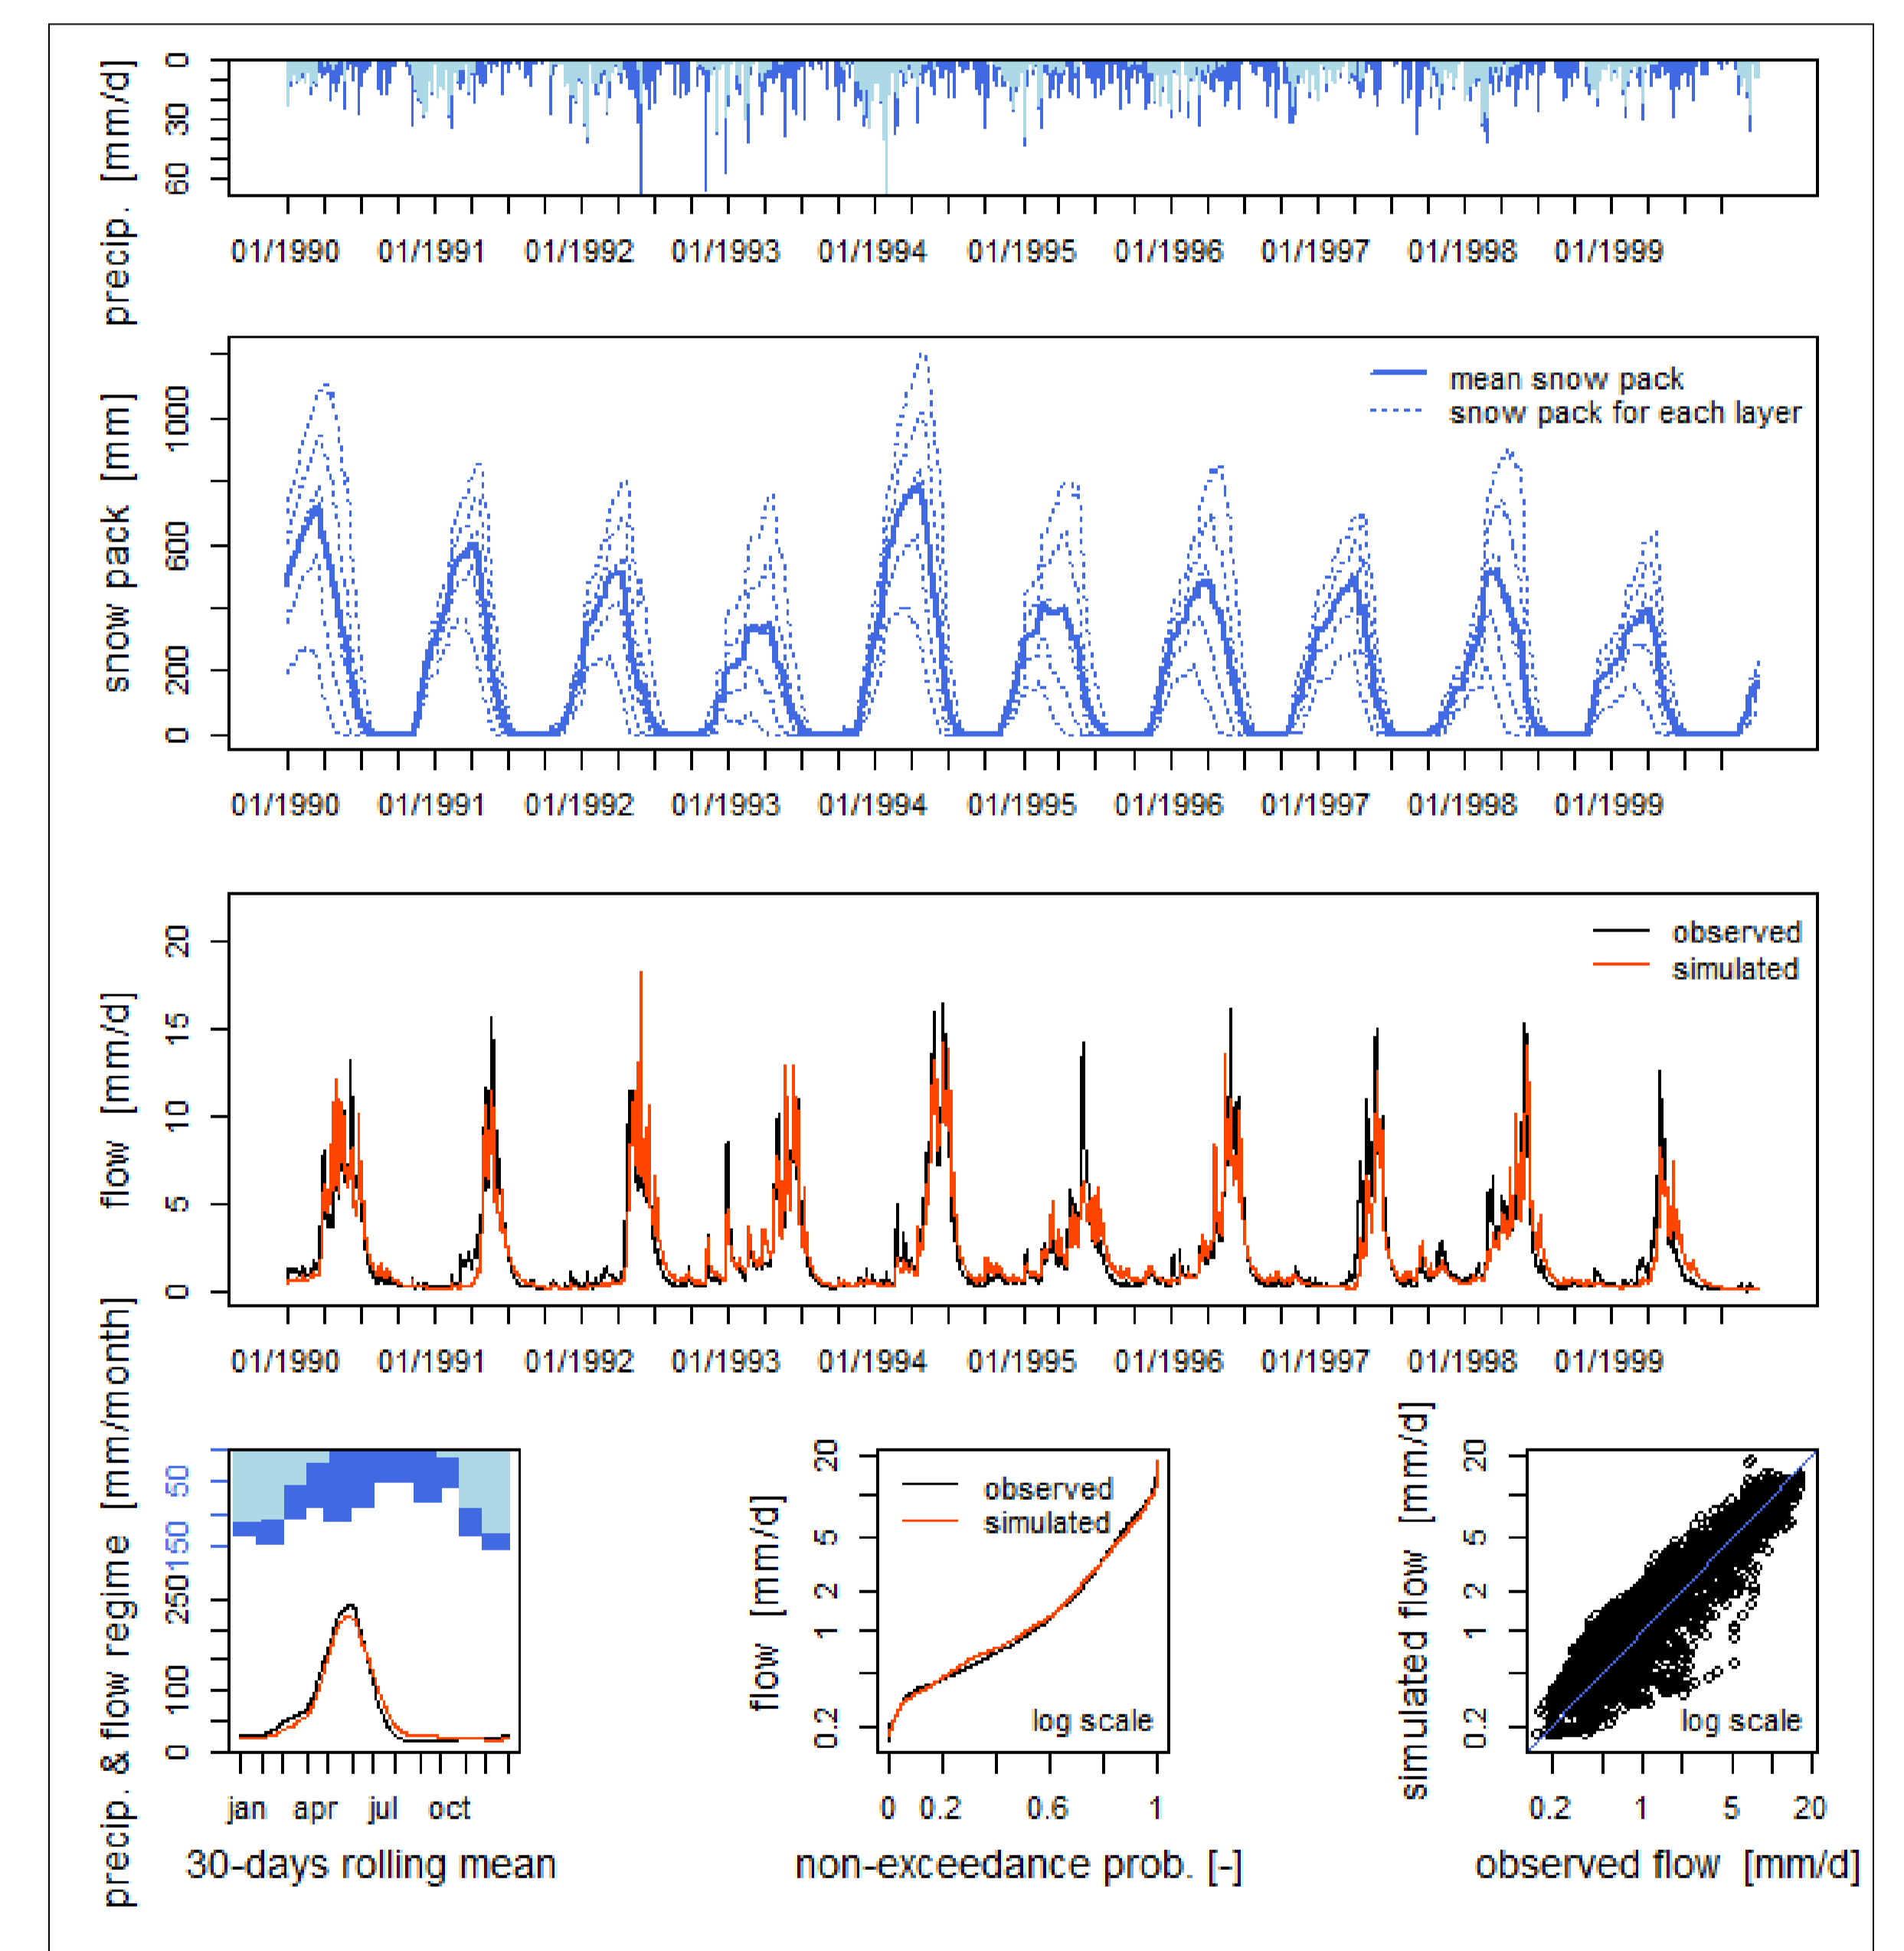 precip. [mm/d]
0
30
60
01/1990 01/1991 01/1992 01/1993 01/1994 01/1995 01/1996 01/1997 01/1998 01/1999
snow pack [mm]
1000
600
200
0
mean snow pack
snow pack for each layer
01/1990 01/1991 01/1992 01/1993 01/1994 01/1995 01/1996 01/1997 01/1998 01/1999
flow [mm/d]
20
15
10
5
0
observed
simulated
01/1990 01/1991 01/1992 01/1993 01/1994 01/1995 01/1996 01/1997 01/1998 01/1999
precip. & flow regime [mm/month]
50
150
250
100
0
jan apr jul oct
30-days rolling mean
flow [mm/d]
20
5
2
1
0.2
observed
simulated
log scale
0 0.2 0.6 1
non-exceedance prob. [-]
simulated flow [mm/d]
20
5
2
1
0.2
log scale
0.2 1 5 20
observed flow [mm/d]